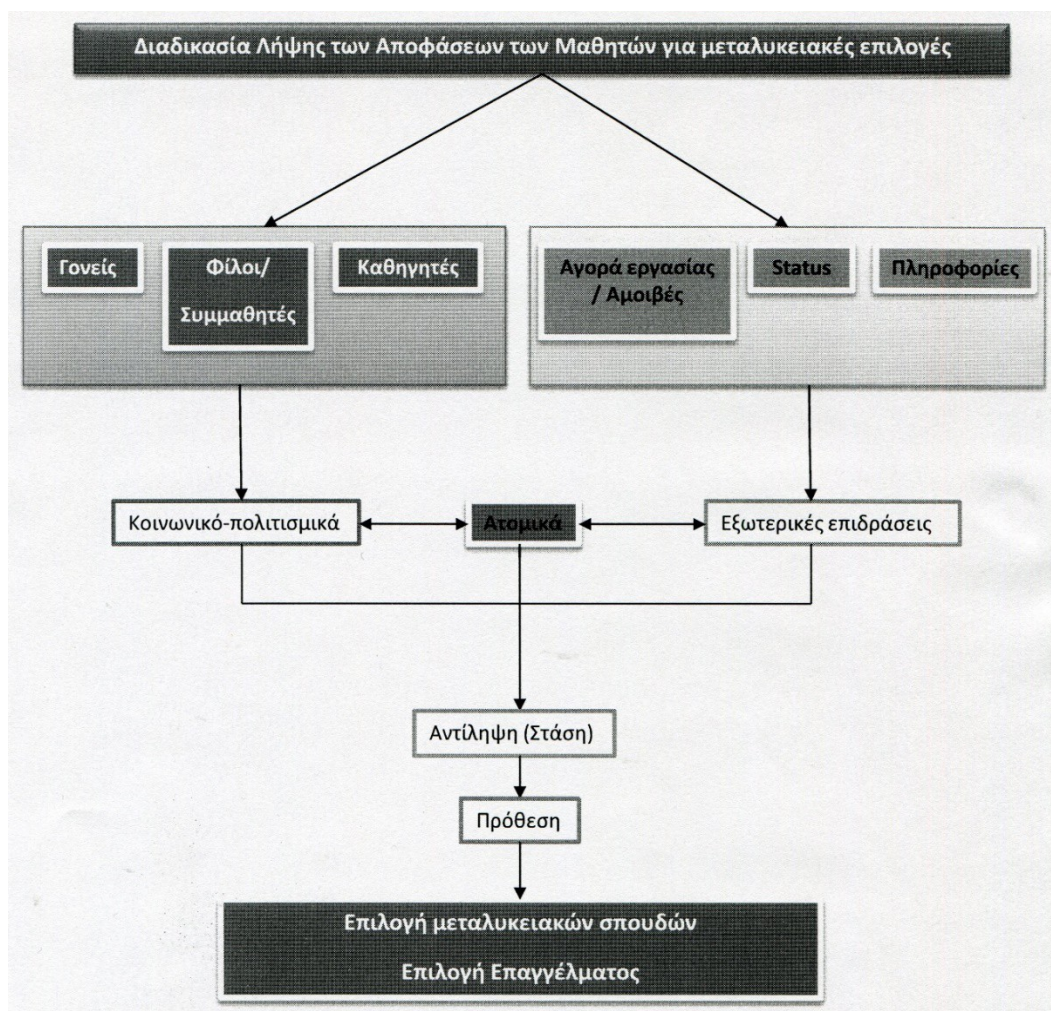 Διαδικασία Λήψης των Αποφάσεων των Μαθητών για μεταλυκειακές επιλογές
Γονείς
Φίλοι/
Συμμαθητές
Καθηγητές
Αγορά εργασίας
/ Αμοιβές
Status
Πληροφορίες
Κοινωνικό-πολιτισμικά
Ατομικά
Εξωτερικές επιδράσεις
Αντίληψη (Στάση)
Πρόθεση
Επιλογή μεταλυκειακών σπουδών
Επιλογή Επαγγέλματος